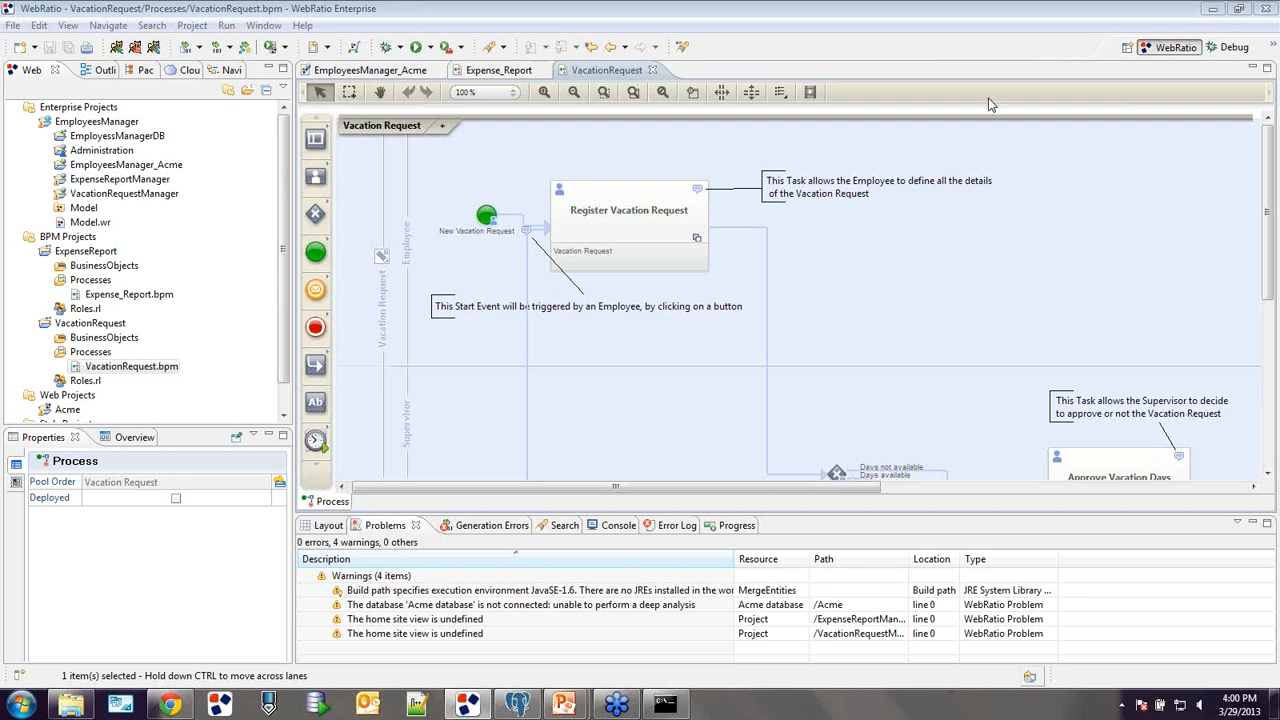 WebRatio - VacationRequest/Processes/VacationRequest.bpm - WebRatio Enterprise
File Edit View Navigate Search Project Run Window Help
WebRatio Debug
Web Outli Pac Clou Navi
Enterprise Projects
EmployeesManager
EmployessManagerDB
Administration
EmployeesManager_Acme
ExpenseReportManager
VacationRequestManager
Model
Model.wr
BPM Projects
ExpenseReport
BusinessObjects
Processes
Expense_Report.bpm
Roles.rl
VacationRequest
BusinessObjects
Processes
VacationRequest.bpm
Roles.rl
Web Projects
Acme
EmployeesManager_Acme Expense_Report VacationRequest
100 %
Vacation Request +
Ab
Vacation Request
Employee
Supervisor
New Vacation Request
Register Vacation Request
Vacation Request
This Task allows the Employee to define all the details
of the Vacation Request
This Start Event will be triggered by an Employee, by clicking on a button
This Task allows the Supervisor to decide
to approve or not the Vacation Request
Days not available
Days available
Approve Vacation Days
Process
Properties Overview
Process
Pool Order Vacation Request
Deployed
Layout Problems Generation Errors Search Console Error Log Progress
0 errors, 4 warnings, 0 others
Description Resource Path Location Type
Warnings (4 items)
Build path specifies execution environment JavaSE-1.6. There are no JREs installed in the wor MergeEntities Build path JRE System Library ...
The database 'Acme database' is not connected: unable to perform a deep analysis Acme database /Acme line 0 WebRatio Problem
The home site view is undefined Project /ExpenseReportMan... line 0 WebRatio Problem
The home site view is undefined Project /VacationRequestM... line 0 WebRatio Problem
1 item(s) selected - Hold down CTRL to move across lanes
4:00 PM
3/29/2013